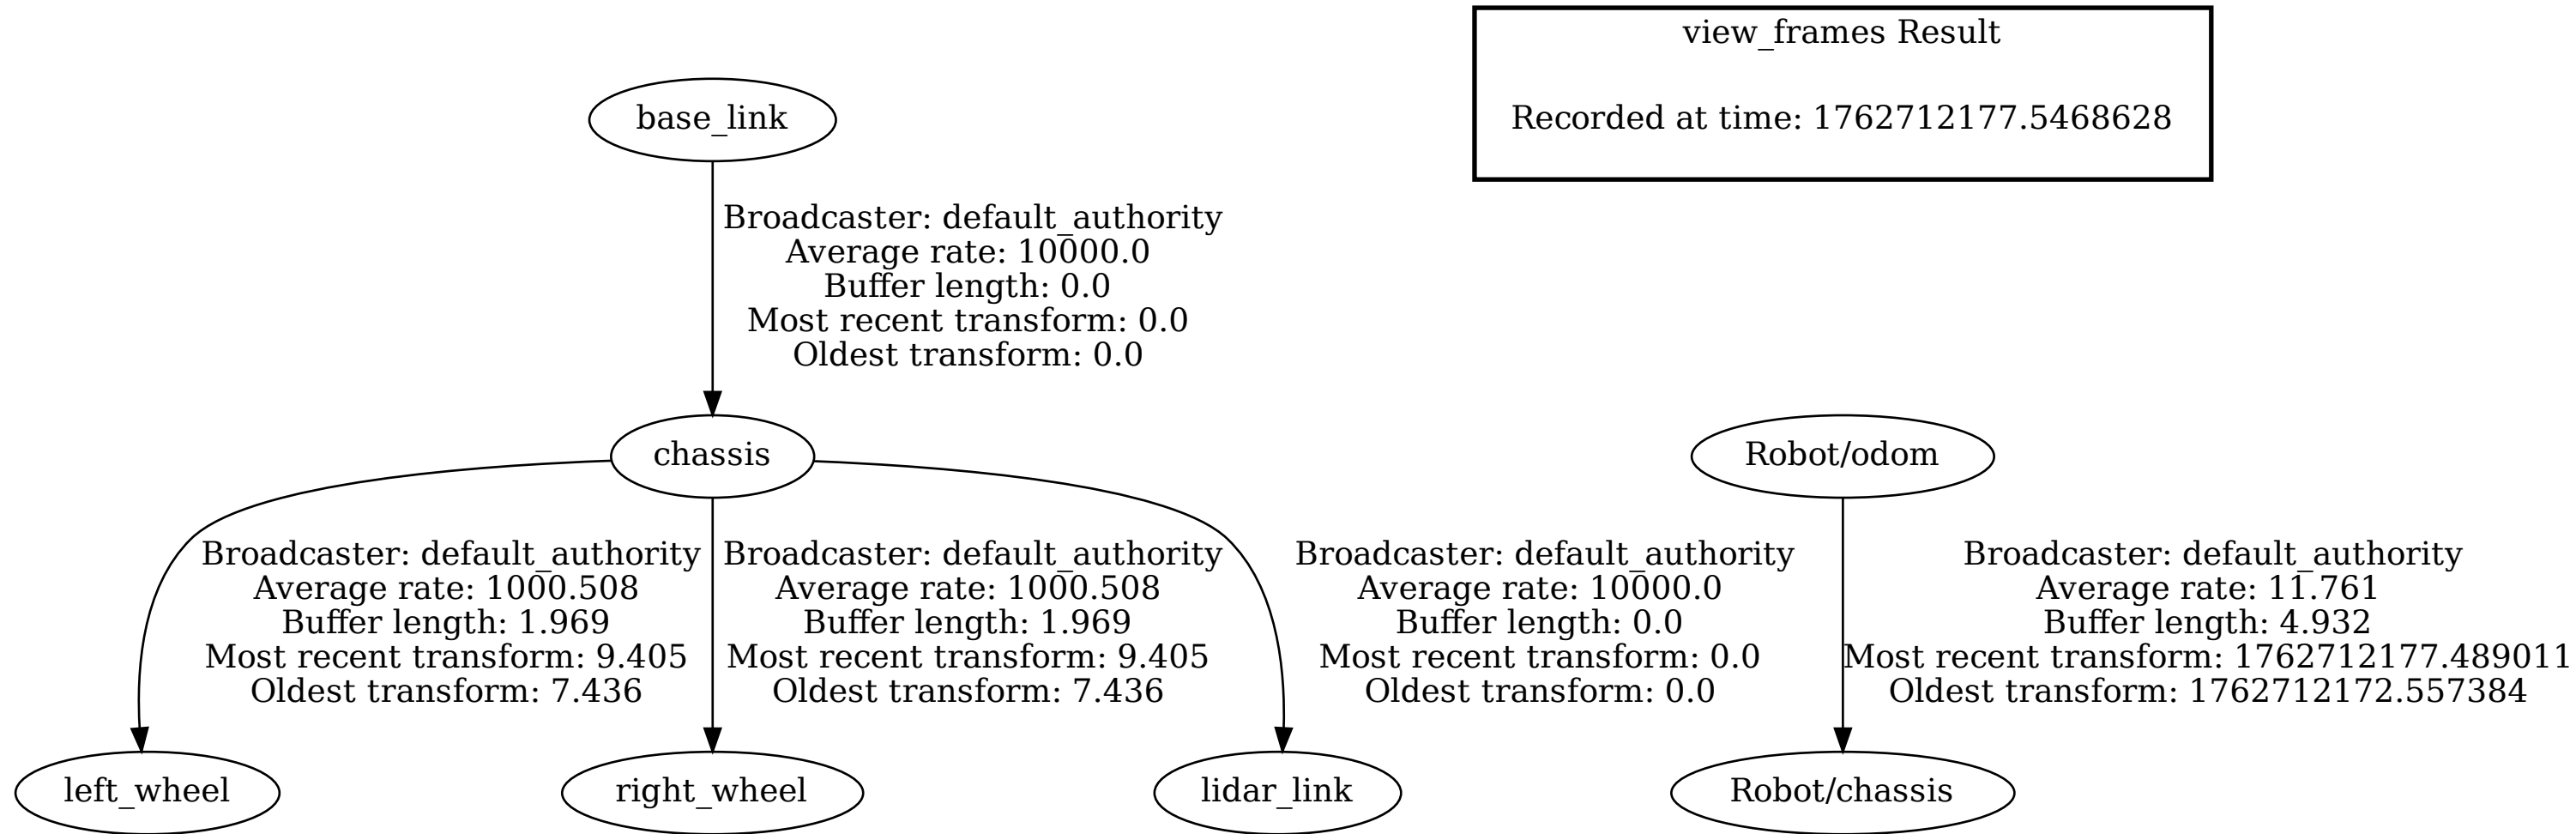 view_frames Result
Recorded at time: 1762712177.5468628
base_link
Broadcaster: default_authority
Average rate: 10000.0
Buffer length: 0.0
Most recent transform: 0.0
Oldest transform: 0.0
chassis
Robot/odom
Broadcaster: default_authority
Average rate: 1000.508
Buffer length: 1.969
Most recent transform: 9.405
Oldest transform: 7.436
Broadcaster: default_authority
Average rate: 1000.508
Buffer length: 1.969
Most recent transform: 9.405
Oldest transform: 7.436
Broadcaster: default_authority
Average rate: 10000.0
Buffer length: 0.0
Most recent transform: 0.0
Oldest transform: 0.0
Broadcaster: default_authority
Average rate: 11.761
Buffer length: 4.932
Most recent transform: 1762712177.489011
Oldest transform: 1762712172.557384
left_wheel
right_wheel
lidar_link
Robot/chassis